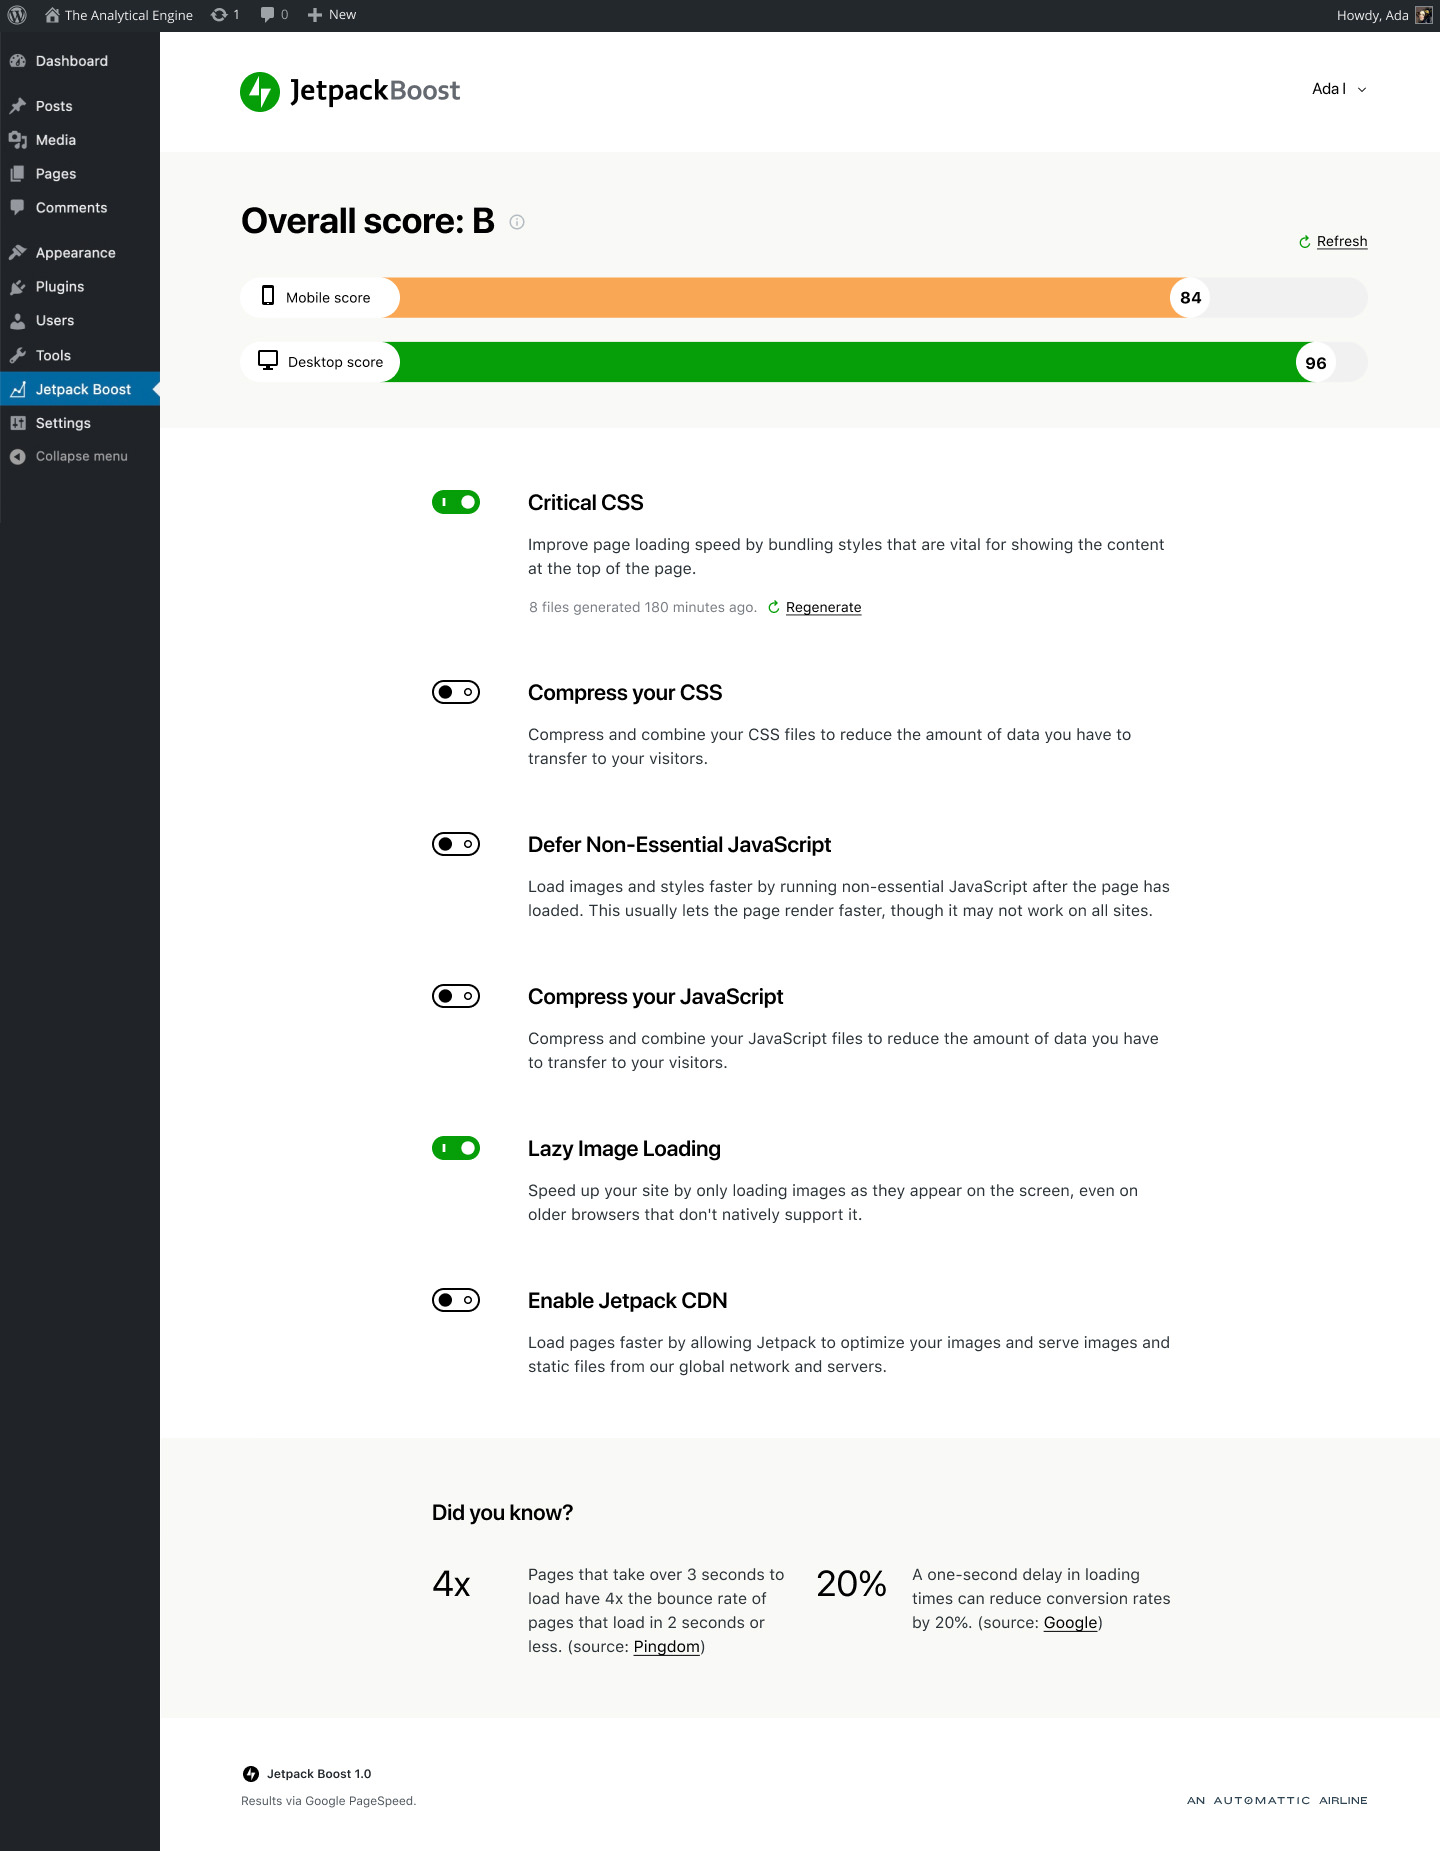 The Analytical Engine 1 0 New Howdy, Ada
Dashboard
Posts
Media
Pages
Comments
Appearance
Plugins
Users
Tools
Jetpack Boost
Settings
Collapse menu
JetpackBoost
Ada I
Overall score: B
Refresh
Mobile score 84
Desktop score 96
Critical CSS
Improve page loading speed by bundling styles that are vital for showing the content
at the top of the page.
8 files generated 180 minutes ago. Regenerate
Compress your CSS
Compress and combine your CSS files to reduce the amount of data you have to
transfer to your visitors.
Defer Non-Essential JavaScript
Load images and styles faster by running non-essential JavaScript after the page has
loaded. This usually lets the page render faster, though it may not work on all sites.
Compress your JavaScript
Compress and combine your JavaScript files to reduce the amount of data you have
to transfer to your visitors.
Lazy Image Loading
Speed up your site by only loading images as they appear on the screen, even on
older browsers that don't natively support it.
Enable Jetpack CDN
Load pages faster by allowing Jetpack to optimize your images and serve images and
static files from our global network and servers.
Did you know?
4x
Pages that take over 3 seconds to
load have 4x the bounce rate of
pages that load in 2 seconds or
less. (source: Pingdom)
20%
A one-second delay in loading
times can reduce conversion rates
by 20%. (source: Google)
Jetpack Boost 1.0
Results via Google PageSpeed.
AN AUTOMATTIC AIRLINE